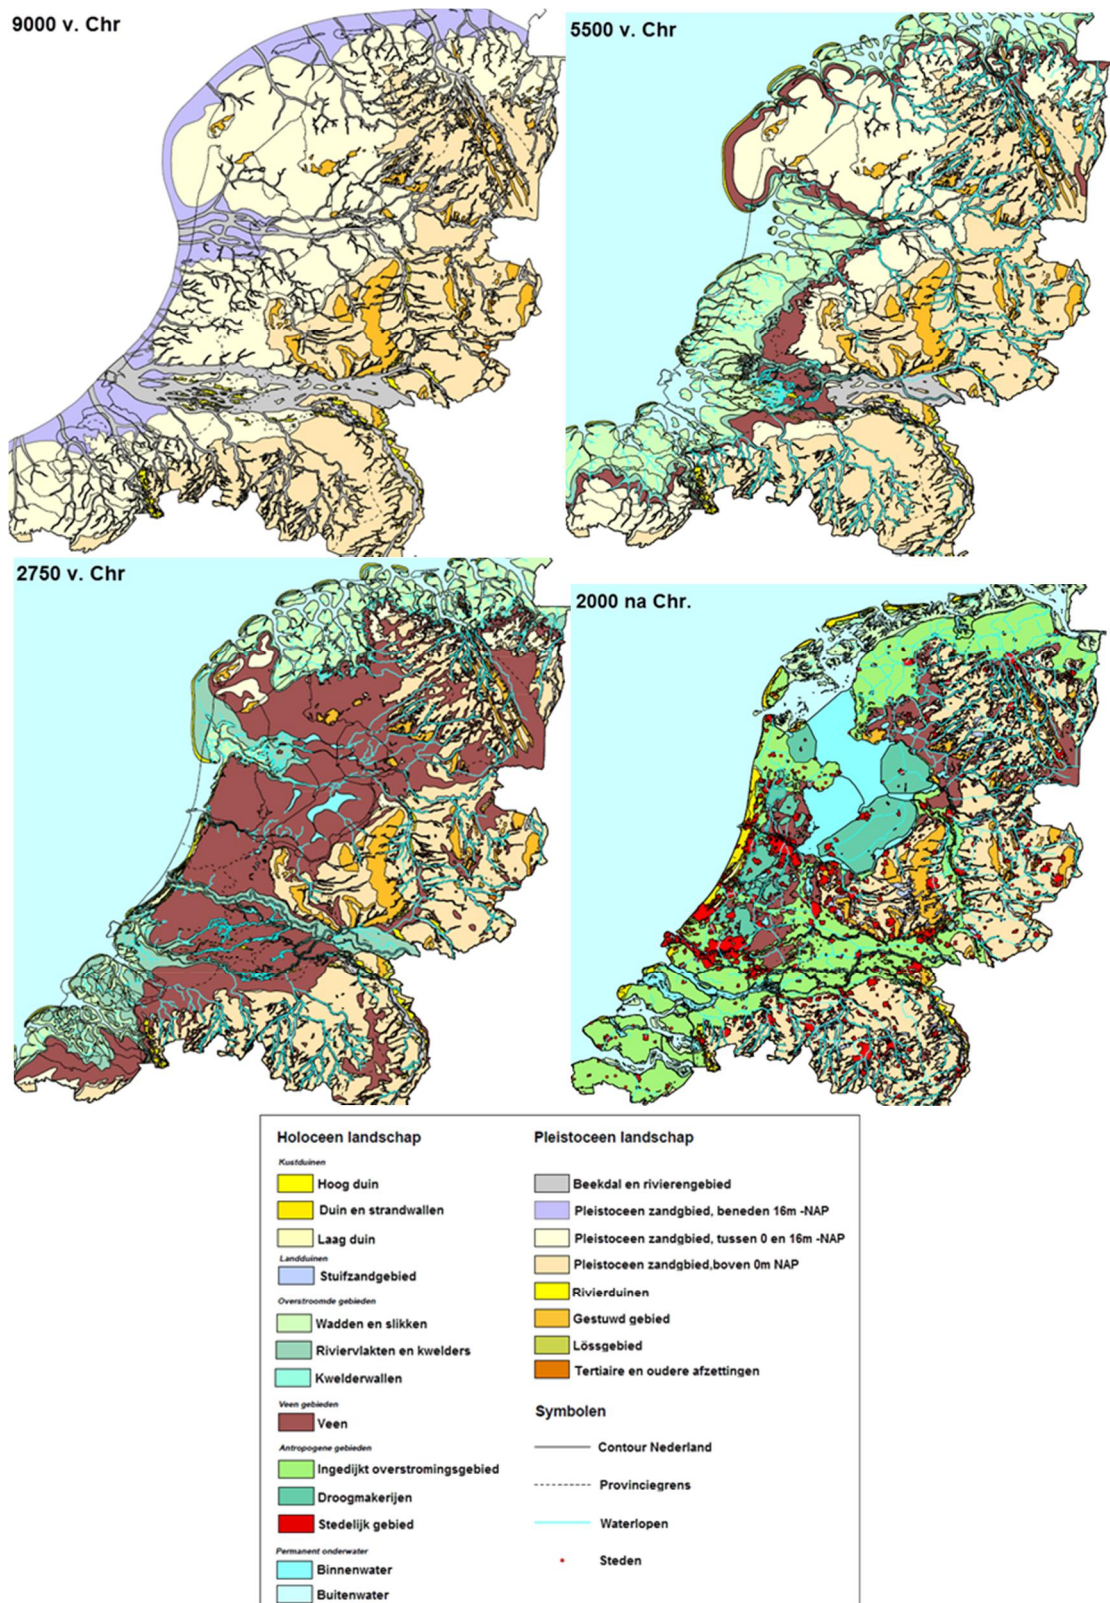 9000 v. Chr
5500 v. Chr
2750 v. Chr
2000 na Chr.
Holoceen landschap
Kustduinen
Hoog duin
Duin en strandwallen
Laag duin
Landduinen
Stuifzandgebied
Overstroomde gebieden
Wadden en slikken
Riviervlakten en kwelders
Kwelderwallen
Veen gebieden
Veen
Antropogene gebieden
Ingedijkt overstromingsgebied
Droogmakerijen
Stedelijk gebied
Permanent onderwater
Binnenwater
Buitenwater
Pleistoceen landschap
Beekdal en rivierengebied
Pleistoceen zandgbied, beneden 16m -NAP
Pleistoceen zandgbied, tussen 0 en 16m -NAP
Pleistoceen zandgbied,boven 0m NAP
Rivierduinen
Gestuwd gebied
Lössgebied
Tertiaire en oudere afzettingen
Symbolen
Contour Nederland
Provinciegrens
Waterlopen
Steden